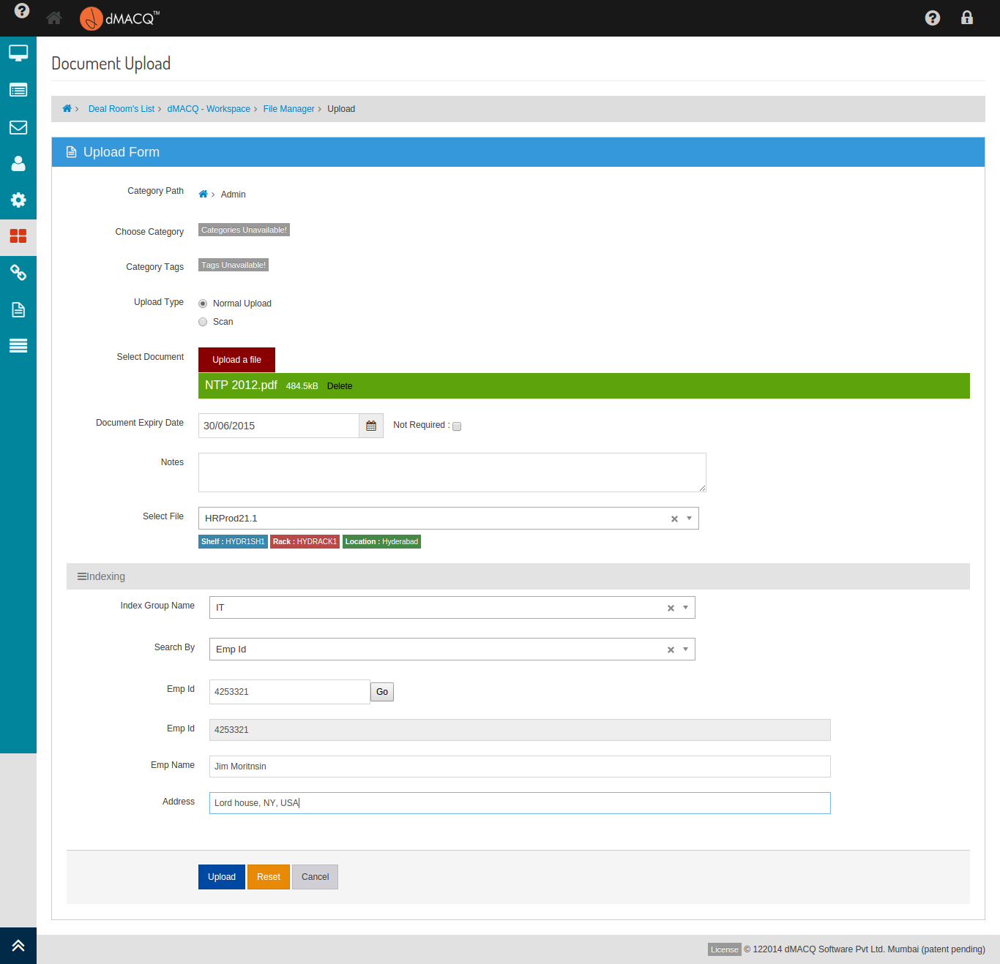 dMACQ™
Document Upload
Deal Room's List > dMACQ - Workspace > File Manager > Upload
Upload Form
Category Path > Admin
Choose Category Categories Unavailable!
Category Tags Tags Unavailable!
Upload Type Normal Upload
Scan
Select Document Upload a file
NTP 2012.pdf 484.5kB Delete
Document Expiry Date 30/06/2015 Not Required :
Notes
Select File HRProd21.1
Shelf : HYDR1SH1 Rack : HYDRACK1 Location : Hyderabad
Indexing
Index Group Name IT
Search By Emp Id
Emp Id 4253321 Go
Emp Id 4253321
Emp Name Jim Moritnsin
Address Lord house, NY, USA
Upload Reset Cancel
License © 122014 dMACQ Software Pvt Ltd. Mumbai (patent pending)